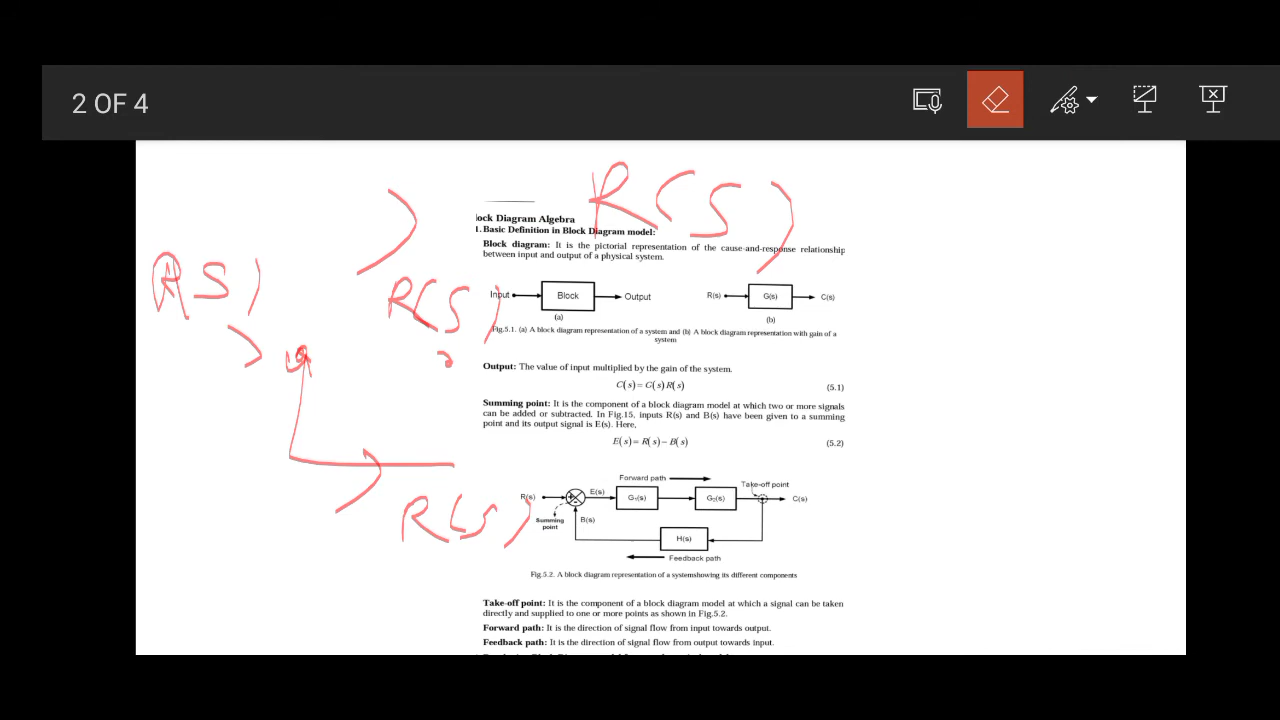 2 OF 4
R(S)
lock Diagram Algebra
1. Basic Definition in Block Diagram model:
Block diagram: It is the pictorial representation of the cause-and-response relationship
between input and output of a physical system.
R S)
R(S)
Input Block Output R(s) G(s) C(s)
(a) (b)
Fig.5.1. (a) A block diagram representation of a system and (b) A block diagram representation with gain of a
system
Output: The value of input multiplied by the gain of the system.
C(s) = G(s) R(s) (5.1)
Summing point: It is the component of a block diagram model at which two or more signals
can be added or subtracted. In Fig.15, inputs R(s) and B(s) have been given to a summing
point and its output signal is E(s). Here,
E(s) = R(s) − B(s) (5.2)
Forward path
Take-off point
R(s) E(s) G₁(s) G₂(s) C(s)
Summing
point
B(s)
H(s)
Feedback path
R(S)
Fig.5.2. A block diagram representation of a systemshowing its different components
Take-off point: It is the component of a block diagram model at which a signal can be taken
directly and supplied to one or more points as shown in Fig.5.2.
Forward path: It is the direction of signal flow from input towards output.
Feedback path: It is the direction of signal flow from output towards input.